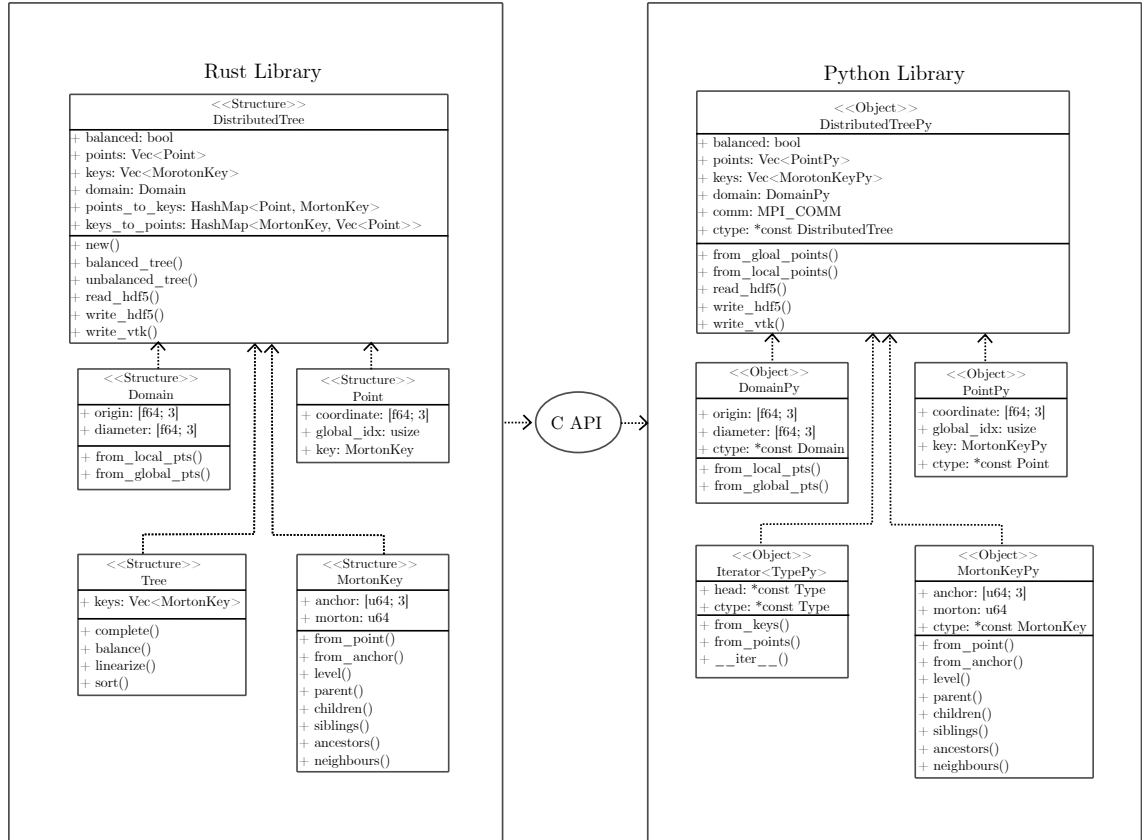 Rust Library
<<Structure>>
DistributedTree
+ balanced: bool
+ points: Vec<Point>
+ keys: Vec<MorotonKey>
+ domain: Domain
+ points_to_keys: HashMap<Point, MortonKey>
+ keys_to_points: HashMap<MortonKey, Vec<Point>>
+ new()
+ balanced_tree()
+ unbalanced_tree()
+ read_hdf5()
+ write_hdf5()
+ write_vtk()
<<Structure>>
Domain
+ origin: [f64; 3]
+ diameter: [f64; 3]
+ from_local_pts()
+ from_global_pts()
<<Structure>>
Point
+ coordinate: [f64; 3]
+ global_idx: usize
+ key: MortonKey
<<Structure>>
Tree
+ keys: Vec<MortonKey>
+ complete()
+ balance()
+ linearize()
+ sort()
<<Structure>>
MortonKey
+ anchor: [u64; 3]
+ morton: u64
+ from_point()
+ from_anchor()
+ level()
+ parent()
+ children()
+ siblings()
+ ancestors()
+ neighbours()
C API
Python Library
<<Object>>
DistributedTreePy
+ balanced: bool
+ points: Vec<PointPy>
+ keys: Vec<MorotonKeyPy>
+ domain: DomainPy
+ comm: MPI_COMM
+ ctype: *const DistributedTree
+ from_gloal_points()
+ from_local_points()
+ read_hdf5()
+ write_hdf5()
+ write_vtk()
<<Object>>
DomainPy
+ origin: [f64; 3]
+ diameter: [f64; 3]
+ ctype: *const Domain
+ from_local_pts()
+ from_global_pts()
<<Object>>
PointPy
+ coordinate: [f64; 3]
+ global_idx: usize
+ key: MortonKeyPy
+ ctype: *const Point
<<Object>>
Iterator<TypePy>
+ head: *const Type
+ ctype: *const Type
+ from_keys()
+ from_points()
+ __iter__()
<<Object>>
MortonKeyPy
+ anchor: [u64; 3]
+ morton: u64
+ ctype: *const MortonKey
+ from_point()
+ from_anchor()
+ level()
+ parent()
+ children()
+ siblings()
+ ancestors()
+ neighbours()